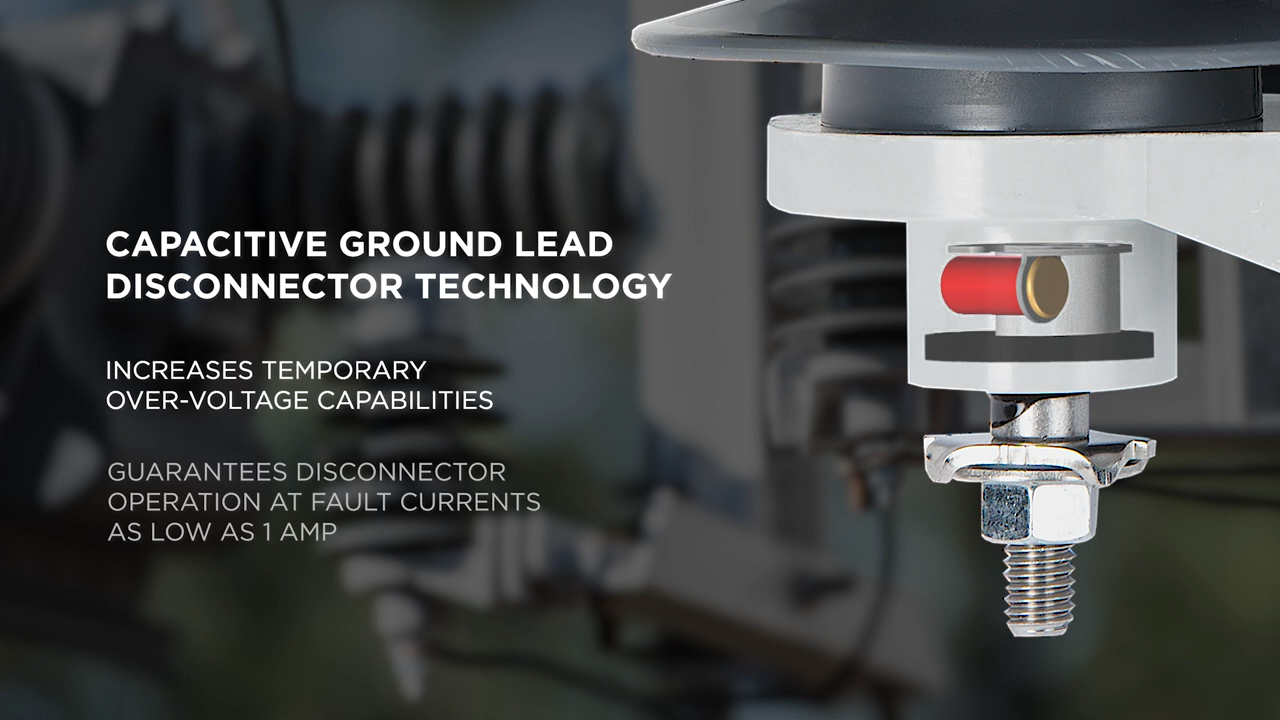 CAPACITIVE GROUND LEAD
DISCONNECTOR TECHNOLOGY
INCREASES TEMPORARY
OVER-VOLTAGE CAPABILITIES
GUARANTEES DISCONNECTOR
OPERATION AT FAULT CURRENTS
AS LOW AS 1 AMP